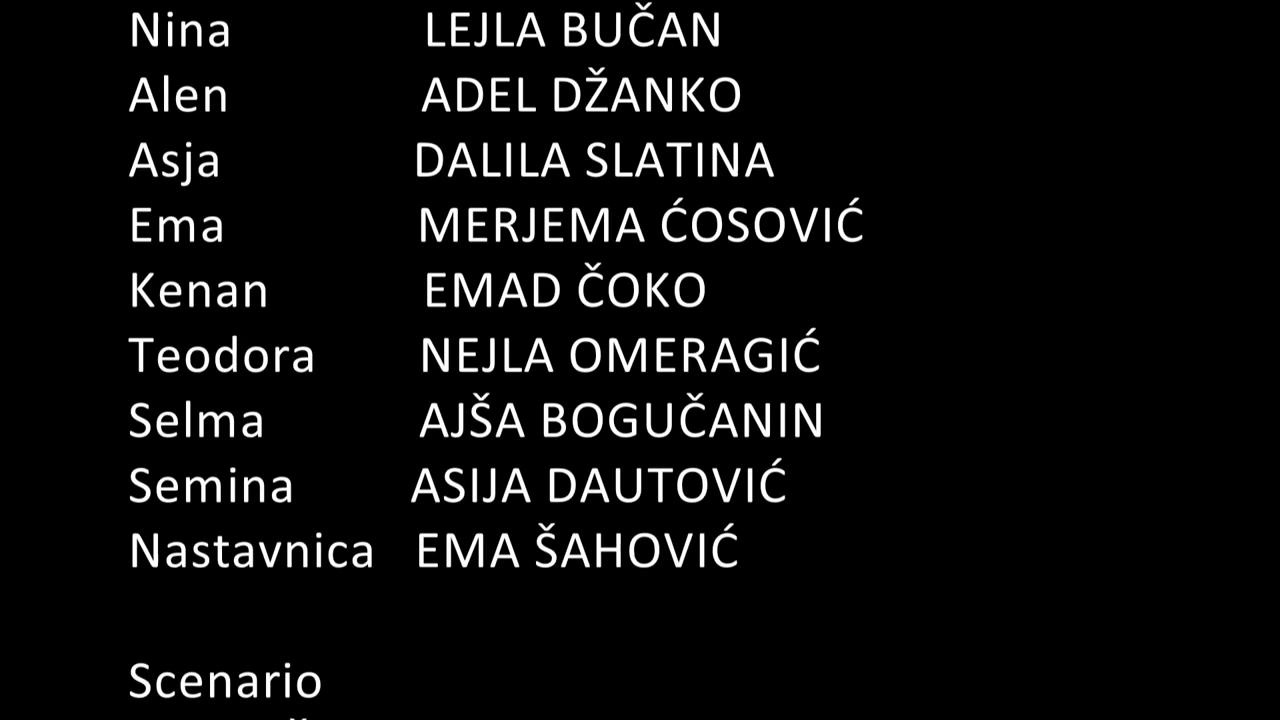 Nina LEJLA BUČAN
Alen ADEL DŽANKO
Asja DALILA SLATINA
Ema MERJEMA ĆOSOVIĆ
Kenan EMAD ČOKO
Teodora NEJLA OMERAGIĆ
Selma AJŠA BOGUČANIN
Semina ASIJA DAUTOVIĆ
Nastavnica EMA ŠAHOVIĆ
Scenario